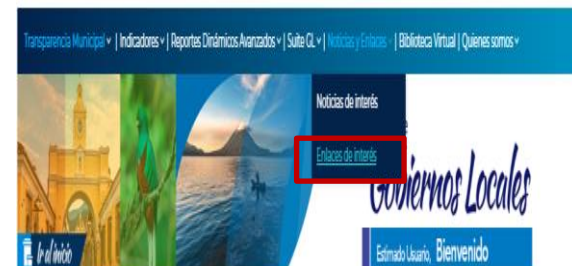 Transparencia Municipal | Indicadores | Reportes Dinámicos Avanzados | Suite GL | Noticias y Enlaces | Biblioteca Virtual | Quienes somos
Noticias de interés
Enlaces de interés
Gobiernos Locales
Ir al inicio
Estimado Usuario, Bienvenido